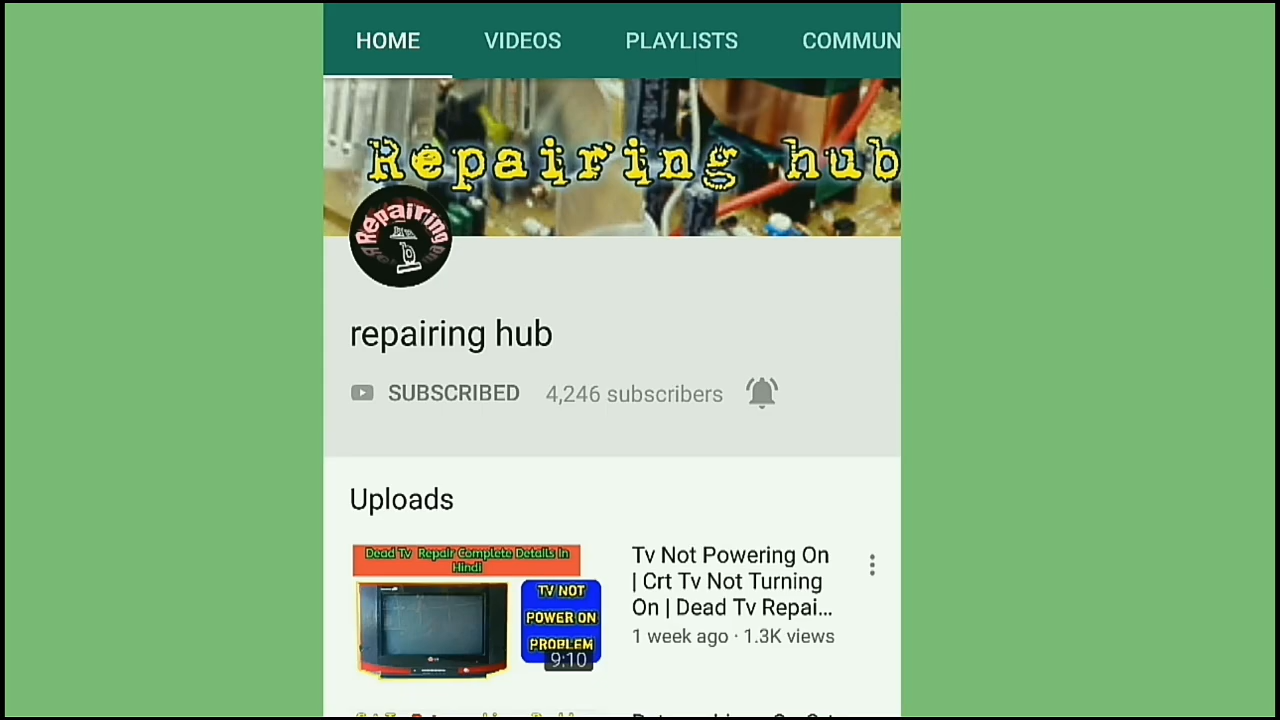 HOME VIDEOS PLAYLISTS COMMUN
Repairing hub
Repairing
repairing hub
SUBSCRIBED 4,246 subscribers
Uploads
Dead Tv Repair Complete Details In
Hindi
TV NOT
POWER ON
PROBLEM
9:10
Tv Not Powering On
| Crt Tv Not Turning
On | Dead Tv Repai...
1 week ago · 1.3K views